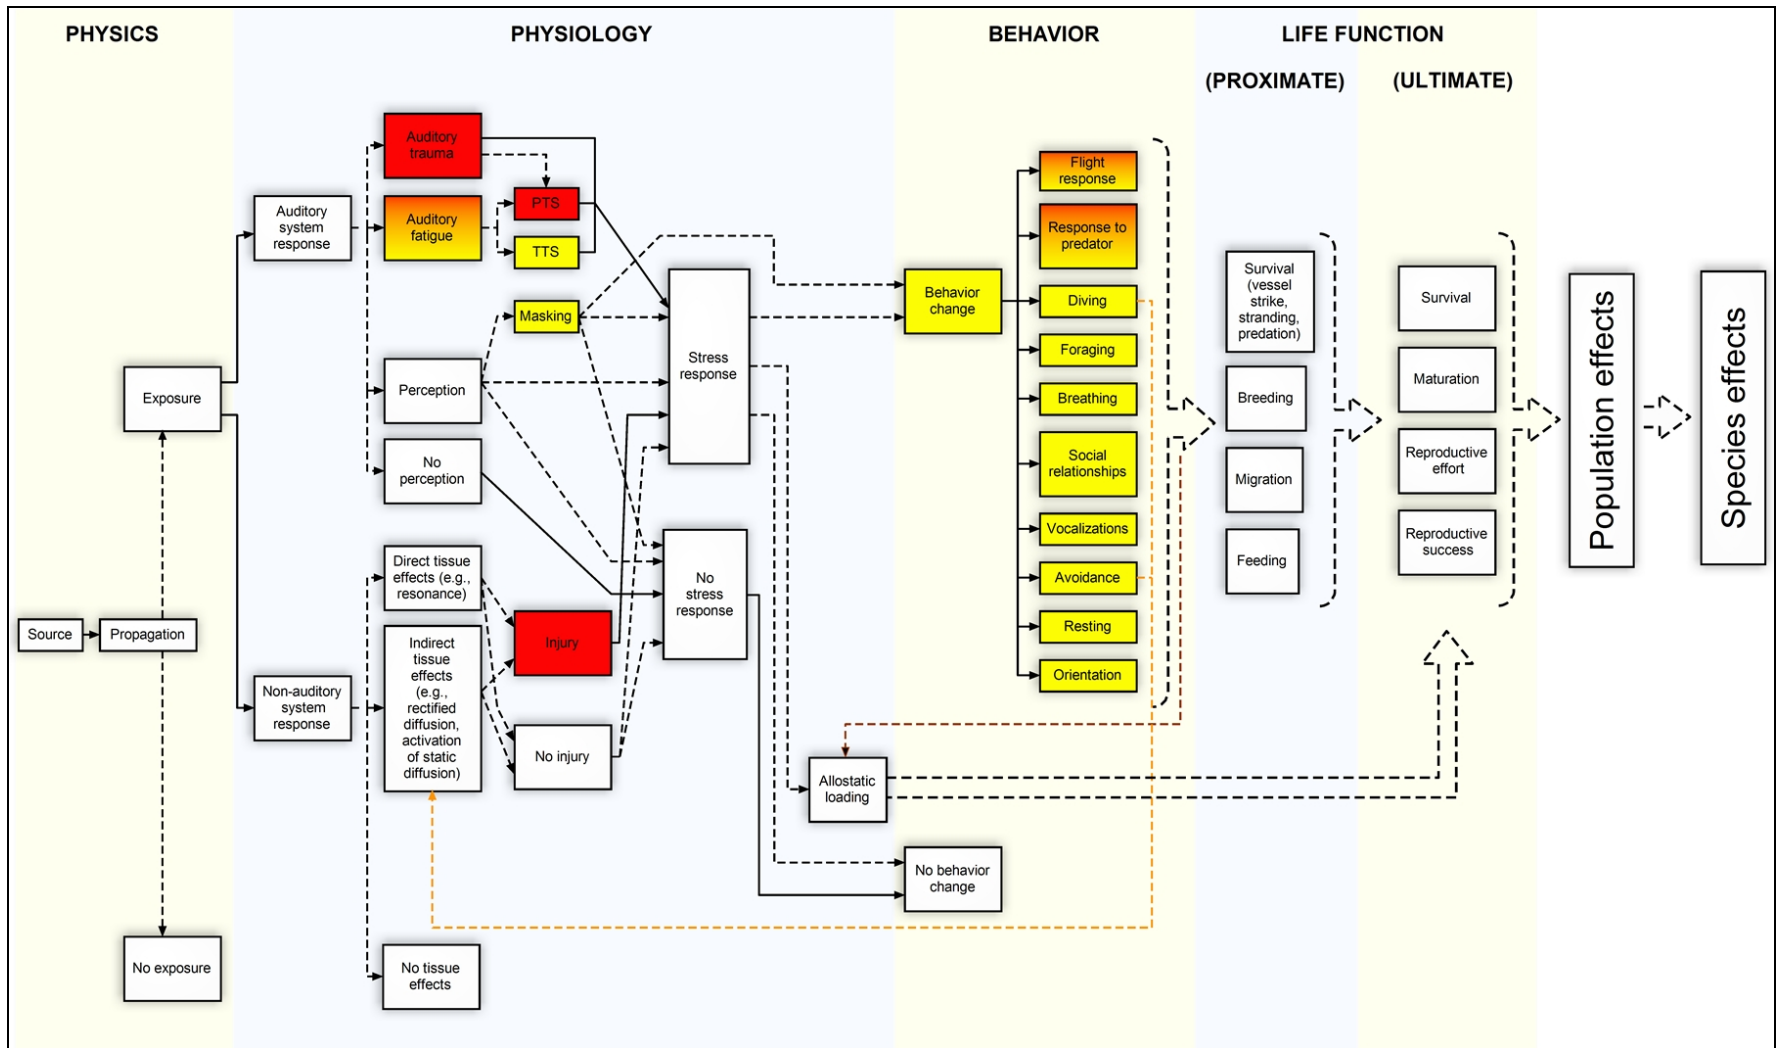 PHYSICS
PHYSIOLOGY
BEHAVIOR
LIFE FUNCTION
(PROXIMATE)
(ULTIMATE)
Source
Propagation
Exposure
No exposure
Auditory
system
response
Non-auditory
system
response
Auditory
trauma
Auditory
fatigue
PTS
TTS
Masking
Perception
No
perception
Direct tissue
effects (e.g.,
resonance)
Indirect
tissue
effects
(e.g.,
rectified
diffusion,
activation
of static
diffusion)
No tissue
effects
Injury
No injury
Stress
response
No
stress
response
Allostatic
loading
Behavior
change
No behavior
change
Flight
response
Response to
predator
Diving
Foraging
Breathing
Social
relationships
Vocalizations
Avoidance
Resting
Orientation
Survival
(vessel
strike,
stranding,
predation)
Breeding
Migration
Feeding
Survival
Maturation
Reproductive
effort
Reproductive
success
Population effects
Species effects